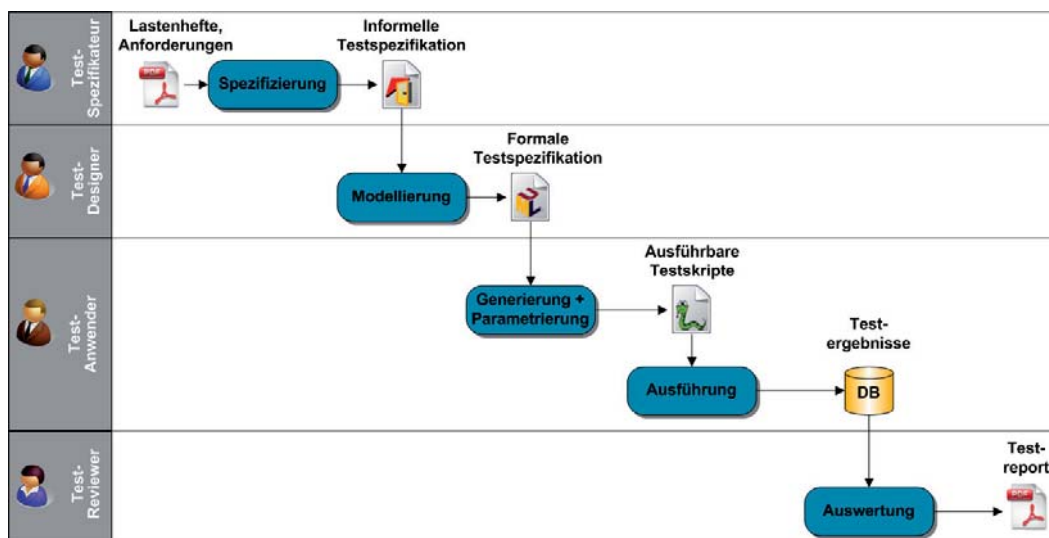 Test-
Spezifikateur
Lastenhefte,
Anforderungen
PDF
Spezifizierung
Informelle
Testspezifikation
Test-
Designer
Modellierung
Formale
Testspezifikation
UML
Test-
Anwender
Generierung +
Parametrierung
Ausführbare
Testskripte
Ausführung
Test-
ergebnisse
DB
Test-
Reviewer
Auswertung
Test-
report
PDF